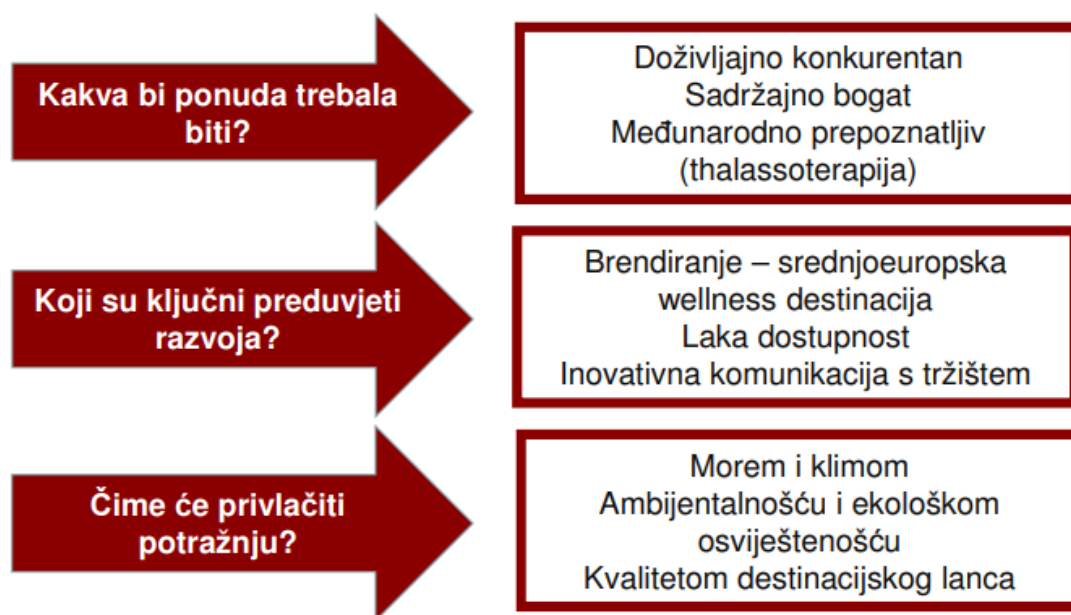 Kakva bi ponuda trebala
biti?
Doživljajno konkurentan
Sadržajno bogat
Međunarodno prepoznatljiv
(thalassoterapija)
Koji su ključni preduvjeti
razvoja?
Brendiranje – srednjoeuropska
wellness destinacija
Laka dostupnost
Inovativna komunikacija s tržištem
Čime će privlačiti
potražnju?
Morem i klimom
Ambijentalnošću i ekološkom
osviještenošću
Kvalitetom destinacijskog lanca